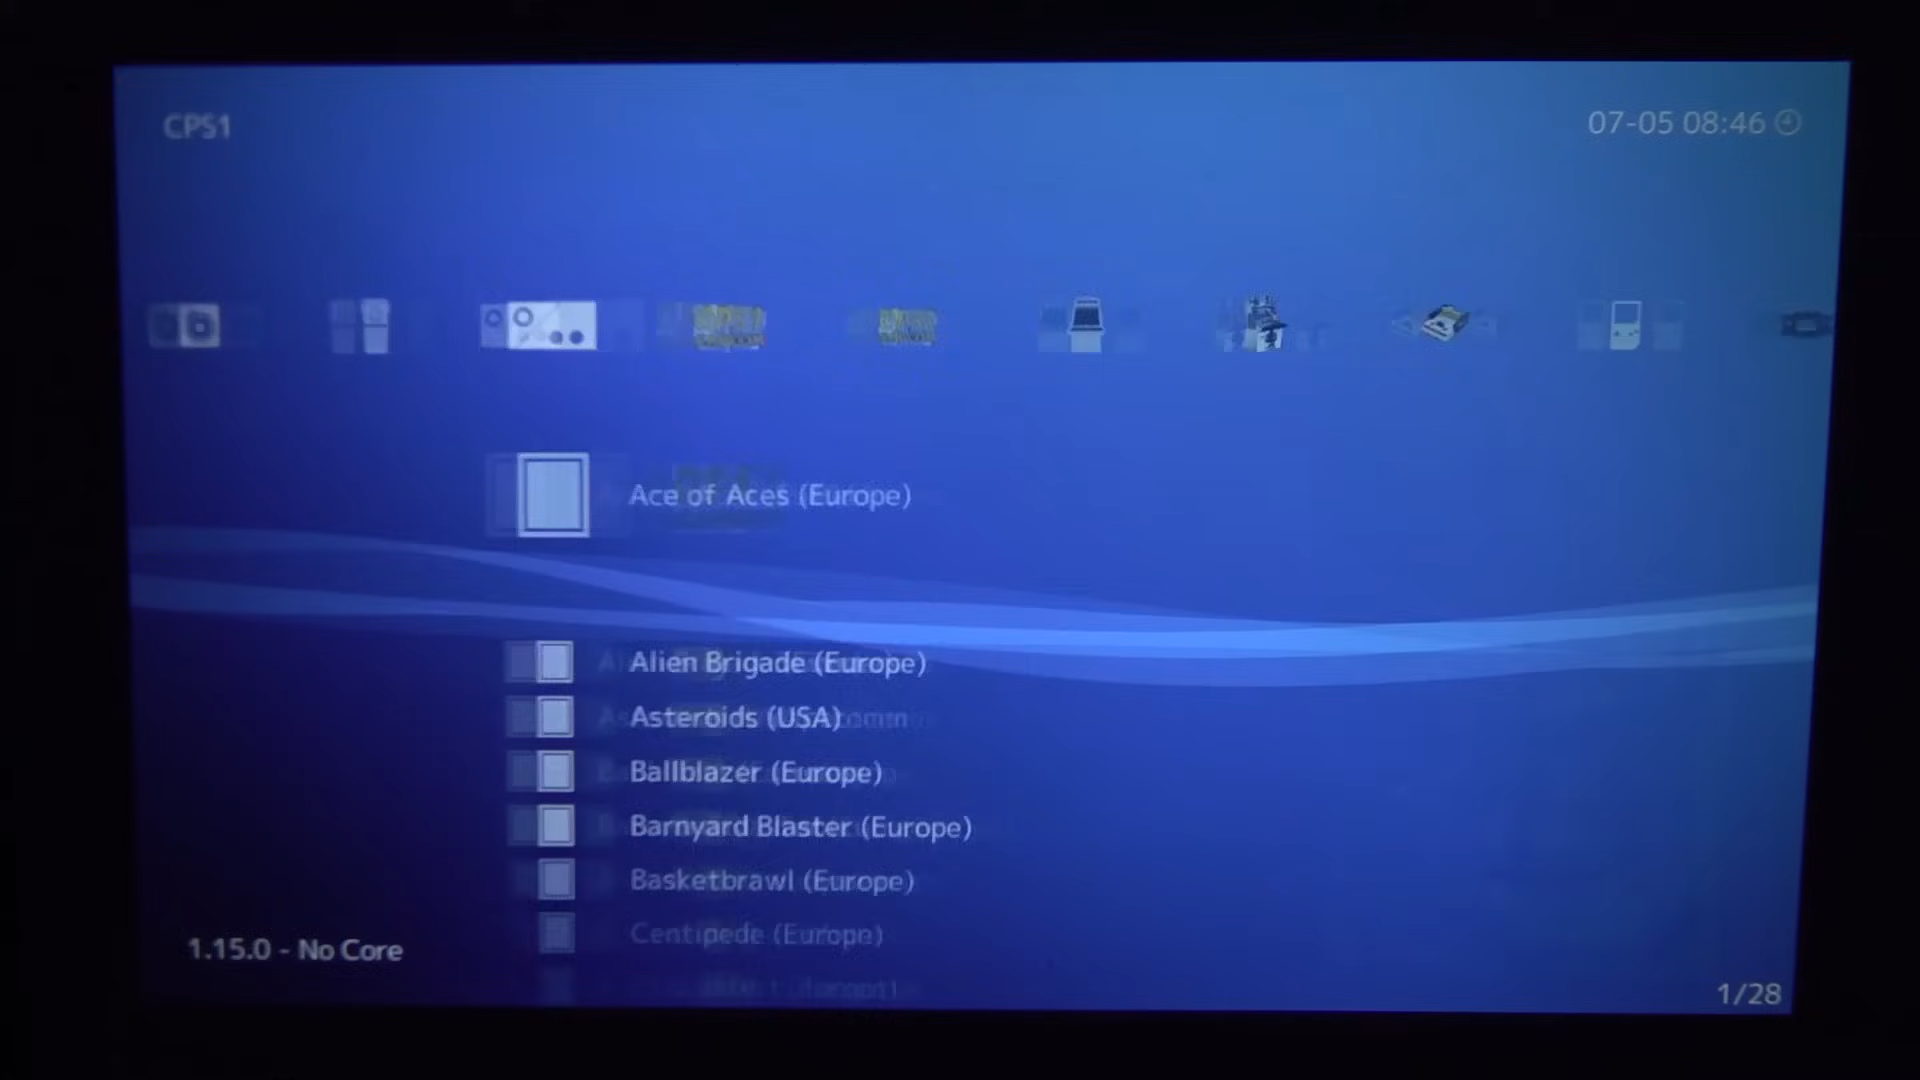 CPS1
07-05 08:46
Ace of Aces (Europe)
Alien Brigade (Europe)
Asteroids (USA)
Ballblazer (Europe)
Barnyard Blaster (Europe)
Basketbrawl (Europe)
Centipede (Europe)
1.15.0 - No Core
1/28